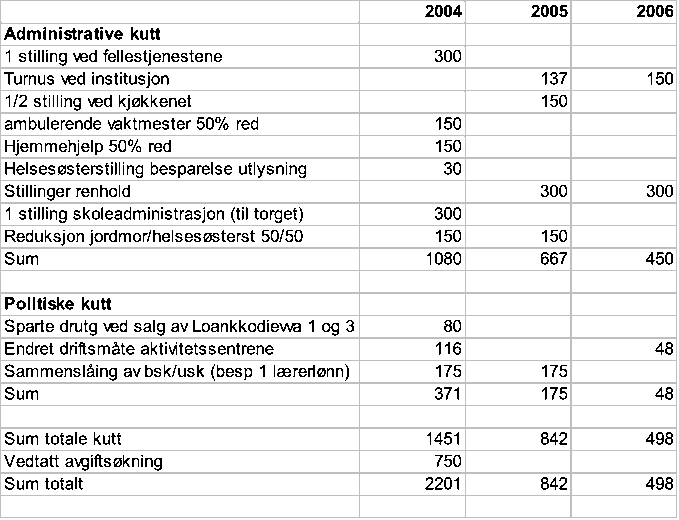 2004 2005 2006
Administrative kutt
1 stilling ved fellestjenestene 300
Turnus ved institusjon 137 150
1/2 stilling ved kjøkkenet 150
ambulerende vaktmester 50% red 150
Hjemmehjelp 50% red 150
Helsesøsterstilling besparelse utlysning 30
Stillinger renhold 300 300
1 stilling skoleadministrasjon (til torget) 300
Reduksjon jordmor/helsesøsterst 50/50 150 150
Sum 1080 667 450
Politiske kutt
Sparte drutg ved salg av Loankkodiewa 1 og 3 80
Endret driftsmåte aktivitetssentrene 116 48
Sammenslåing av bsk/usk (besp 1 lærerlønn) 175 175
Sum 371 175 48
Sum totale kutt 1451 842 498
Vedtatt avgiftsøkning 750
Sum totalt 2201 842 498